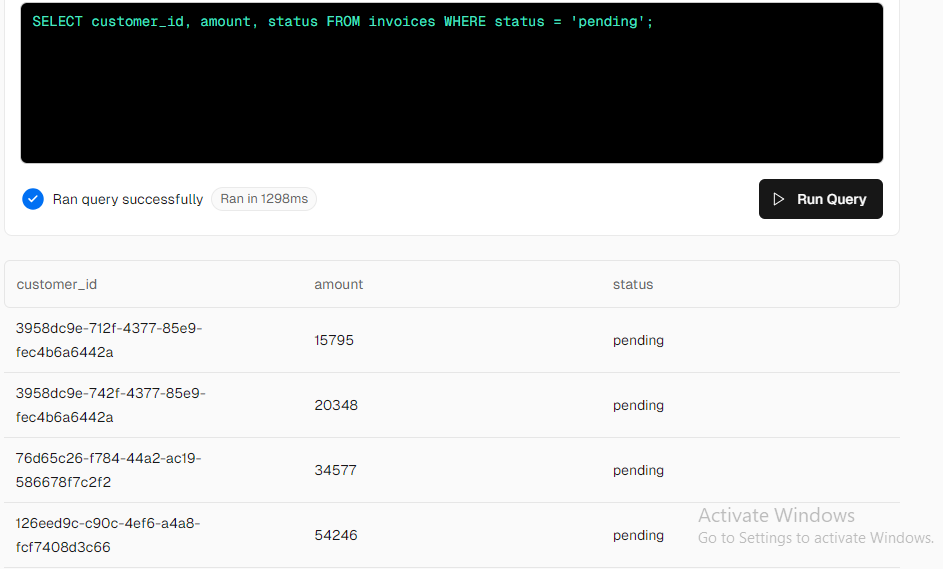 SELECT customer_id, amount, status FROM invoices WHERE status = 'pending';
Ran query successfully Ran in 1298ms Run Query
customer_id amount status
3958dc9e-712f-4377-85e9-
fec4b6a6442a 15795 pending
3958dc9e-742f-4377-85e9-
fec4b6a6442a 20348 pending
76d65c26-f784-44a2-ac19-
586678f7c2f2 34577 pending
126eed9c-c90c-4ef6-a4a8-
fcf7408d3c66 54246 pending
Activate Windows
Go to Settings to activate Windows.